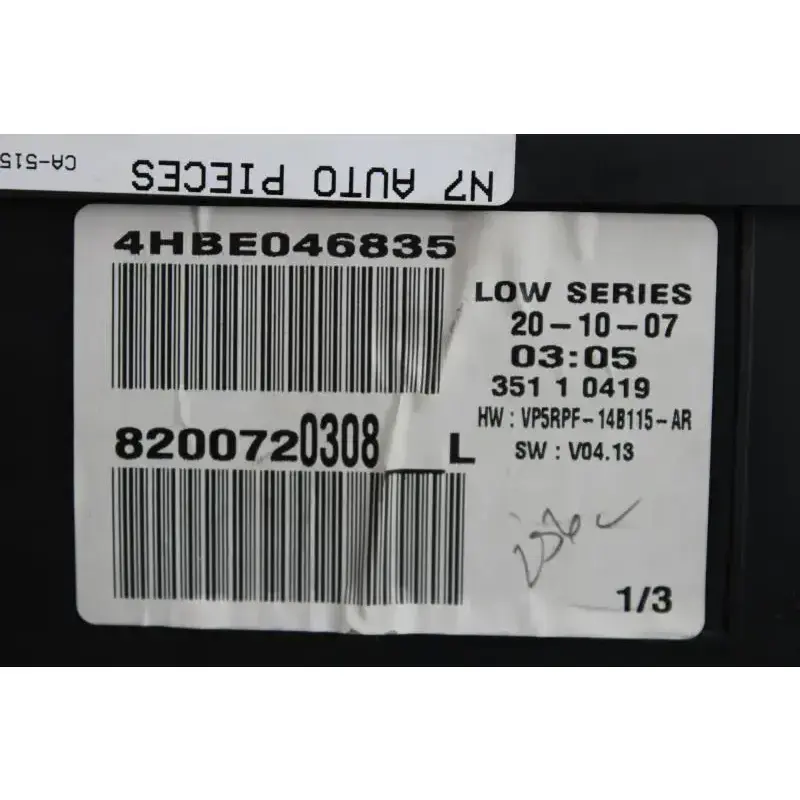 N7 AUTO PIECES
CA-515
4HBE046835
LOW SERIES
20-10-07
03:05
351 1 0419
HW : VP5RPF-14B115-AR
SW : V04.13
8200720308__L
1/3